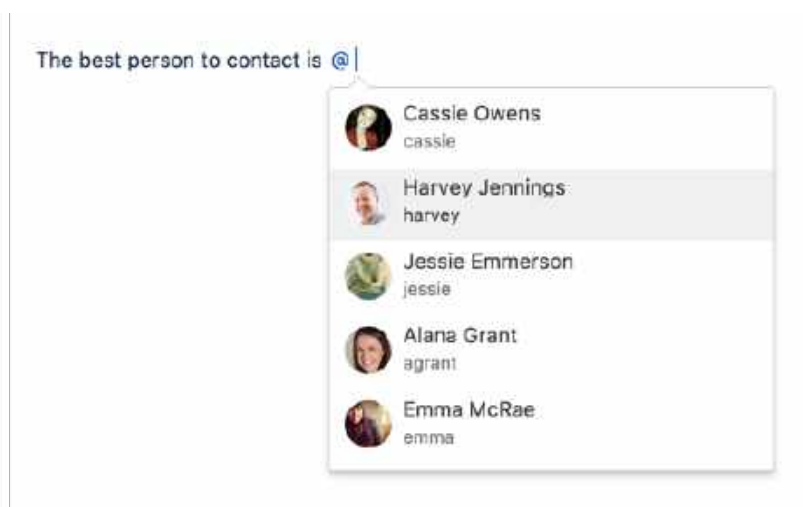 The best person to contact is @
Cassie Owens
cassie
Harvey Jennings
harvey
Jessie Emmerson
jessie
Alana Grant
agrant
Emma McRae
emma